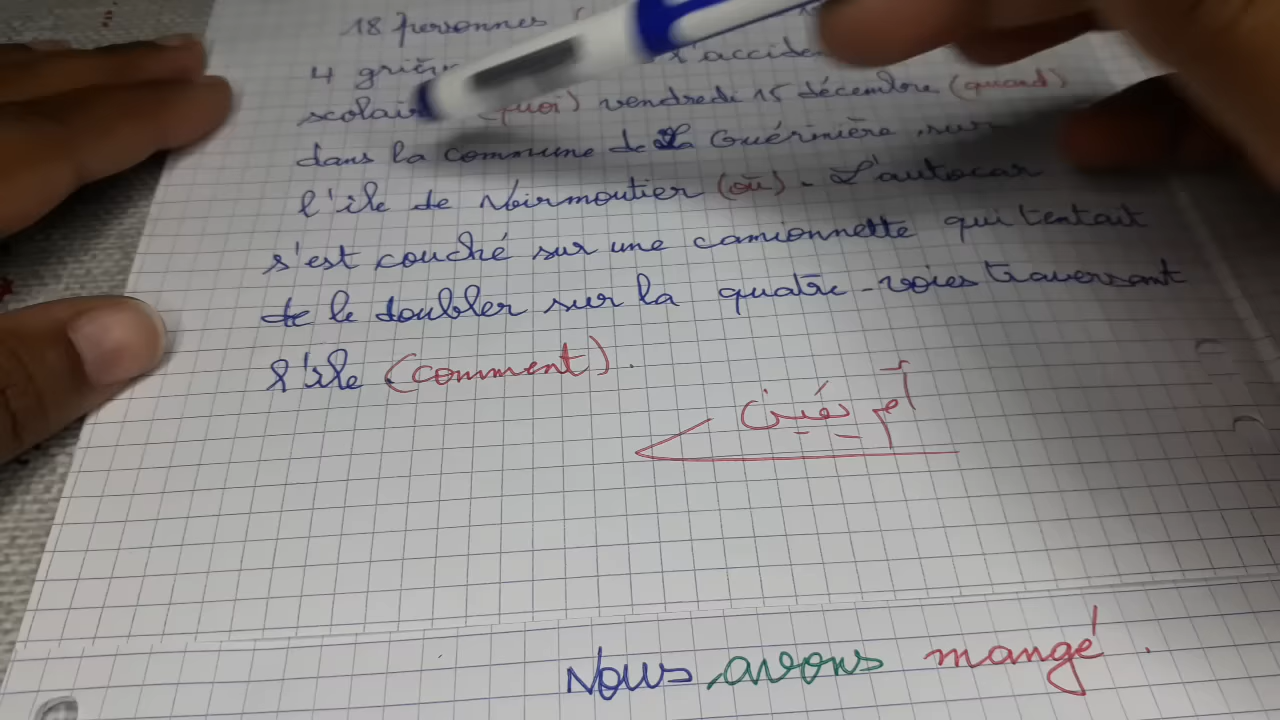 18 personnes (
4 l'accide
scolair (quoi) vendredi 15 décembre (quand)
dans la commune de La Guérinière sur
l'île de Noirmoutier (où). L'autocar
s'est couché sur une camionnette qui tentait
de le doubler sur la quatre-voies traversant
l'île (comment).
أم يقين
Nous avons mangé.